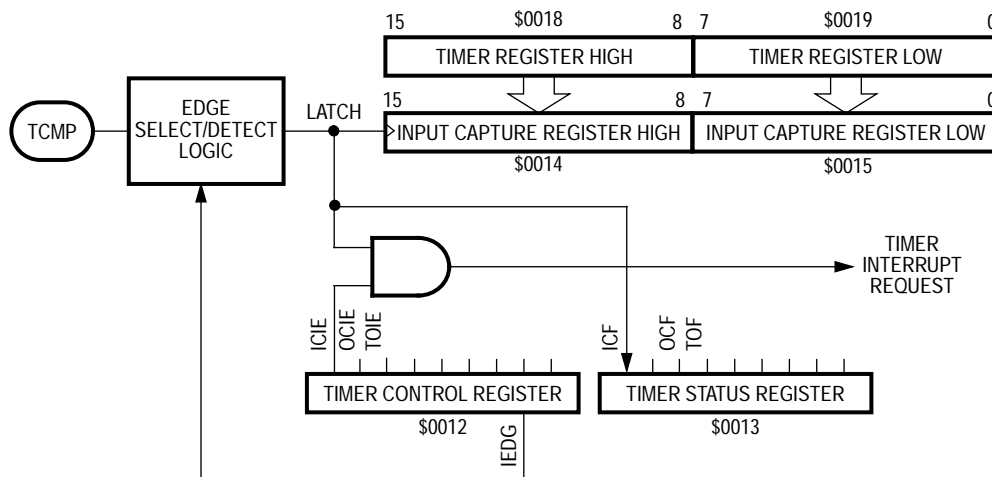 15 $0018 8 7 $0019 0
TIMER REGISTER HIGH TIMER REGISTER LOW
15 8 7 0
TCMP
EDGE
SELECT/DETECT
LOGIC
LATCH
INPUT CAPTURE REGISTER HIGH INPUT CAPTURE REGISTER LOW
$0014 $0015
TIMER
INTERRUPT
REQUEST
ICIE
OCIE
TOIE
ICF
OCF
TOF
TIMER CONTROL REGISTER TIMER STATUS REGISTER
$0012 $0013
IEDG